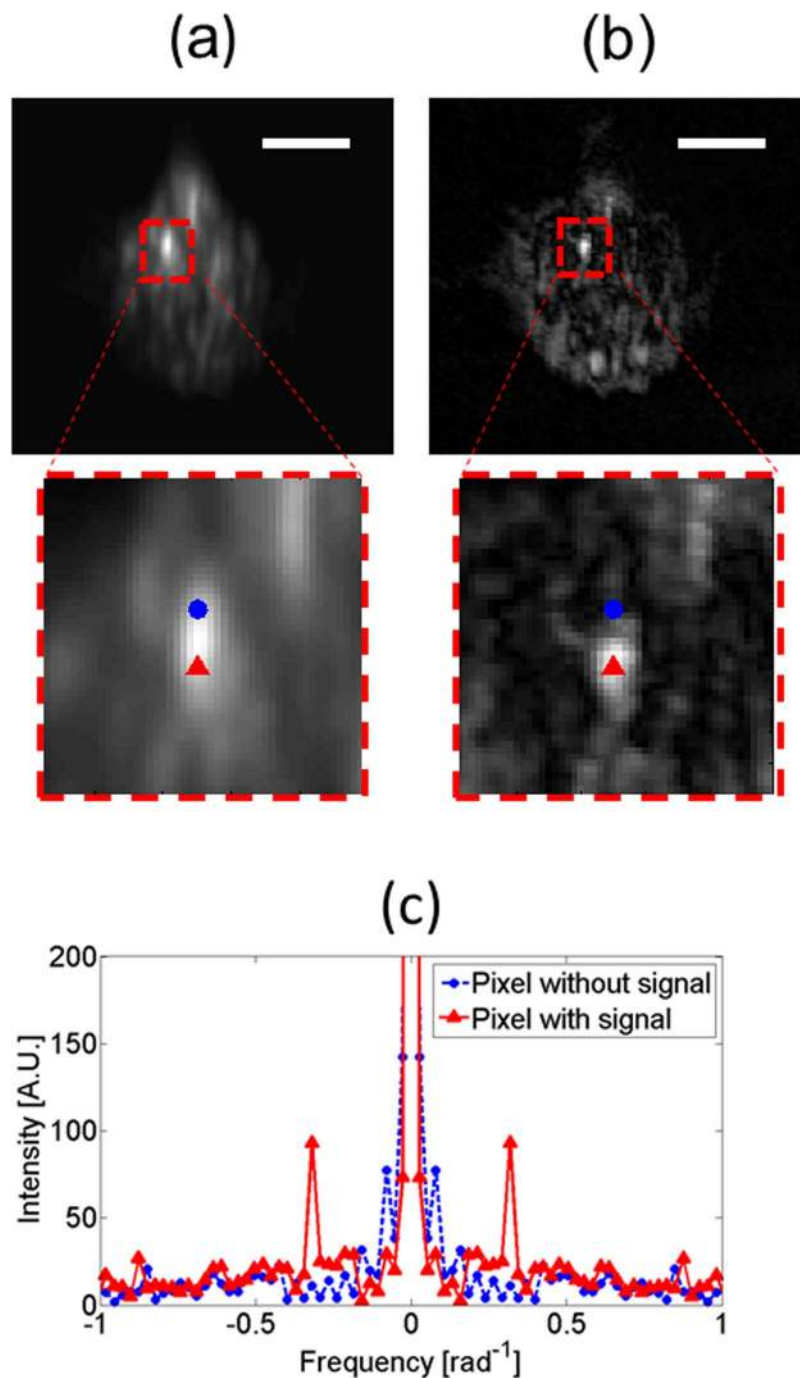 (a)
(b)
(c)
200
150
100
50
0
Intensity [A.U.]
Pixel without signal
Pixel with signal
-1
-0.5
0
0.5
1
Frequency [rad⁻¹]